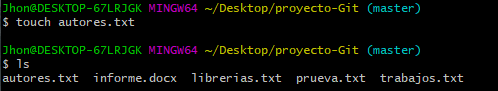 Jhon@DESKTOP-67LRJGK MINGW64 ~/Desktop/proyecto-Git (master)
$ touch autores.txt
Jhon@DESKTOP-67LRJGK MINGW64 ~/Desktop/proyecto-Git (master)
$ ls
autores.txt  informe.docx  librerias.txt  prueva.txt  trabajos.txt